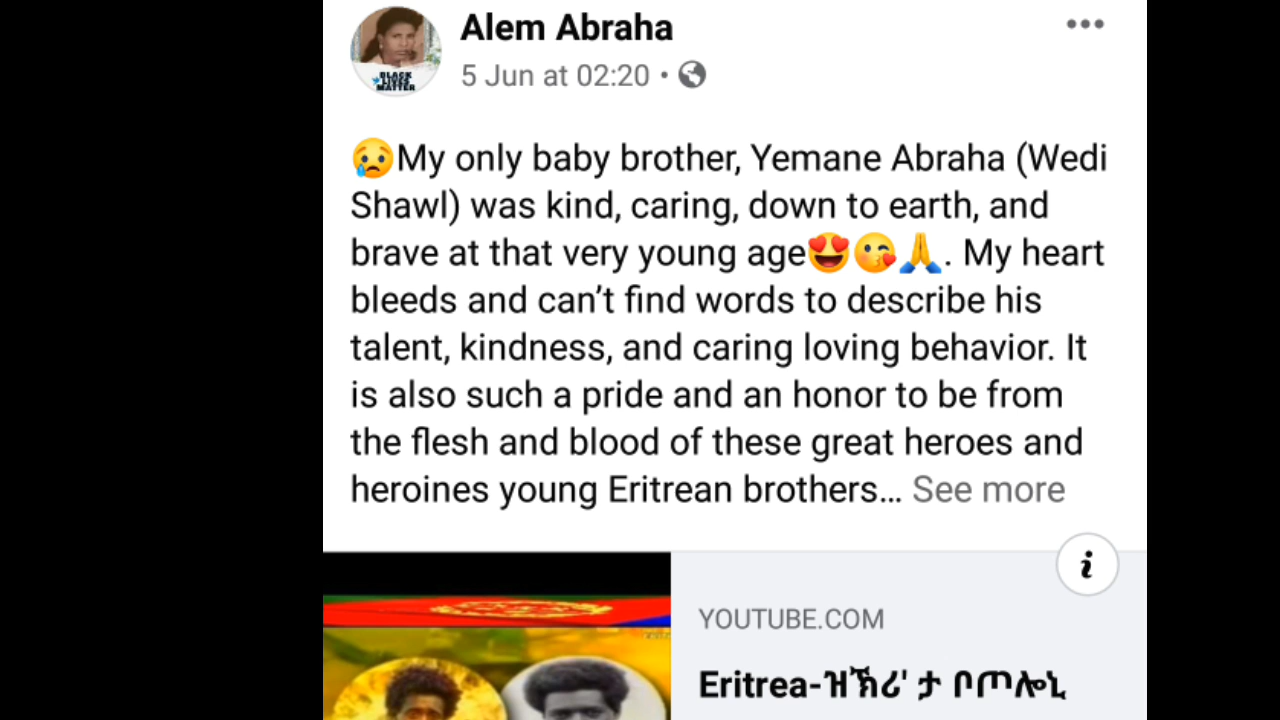 Alem Abraha
5 Jun at 02:20 •
BLACK
LIVES
MATTER
😢My only baby brother, Yemane Abraha (Wedi
Shawl) was kind, caring, down to earth, and
brave at that very young age😍😘🙏. My heart
bleeds and can’t find words to describe his
talent, kindness, and caring loving behavior. It
is also such a pride and an honor to be from
the flesh and blood of these great heroes and
heroines young Eritrean brothers... See more
i
YOUTUBE.COM
Eritrea-ዝኽሪ' ታ ቦጦሎኒ